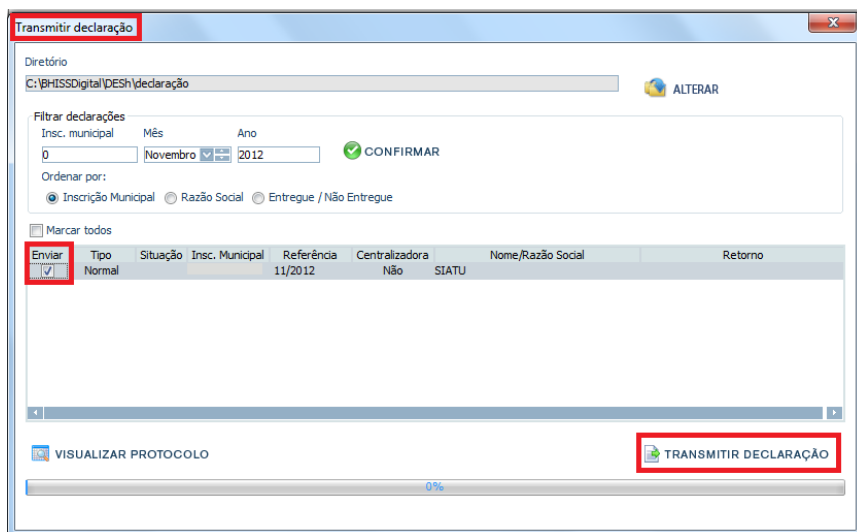 Transmitir declaração
x
Diretório
C:\BHISSDigital\DESh\declaração
ALTERAR
Filtrar declarações
Insc. municipal Mês Ano
0 Novembro 2012 CONFIRMAR
Ordenar por:
Inscrição Municipal Razão Social Entregue / Não Entregue
Marcar todos
Enviar Tipo Situação Insc. Municipal Referência Centralizadora Nome/Razão Social Retorno
Normal 11/2012 Não SIATU
VISUALIZAR PROTOCOLO TRANSMITIR DECLARAÇÃO
0%